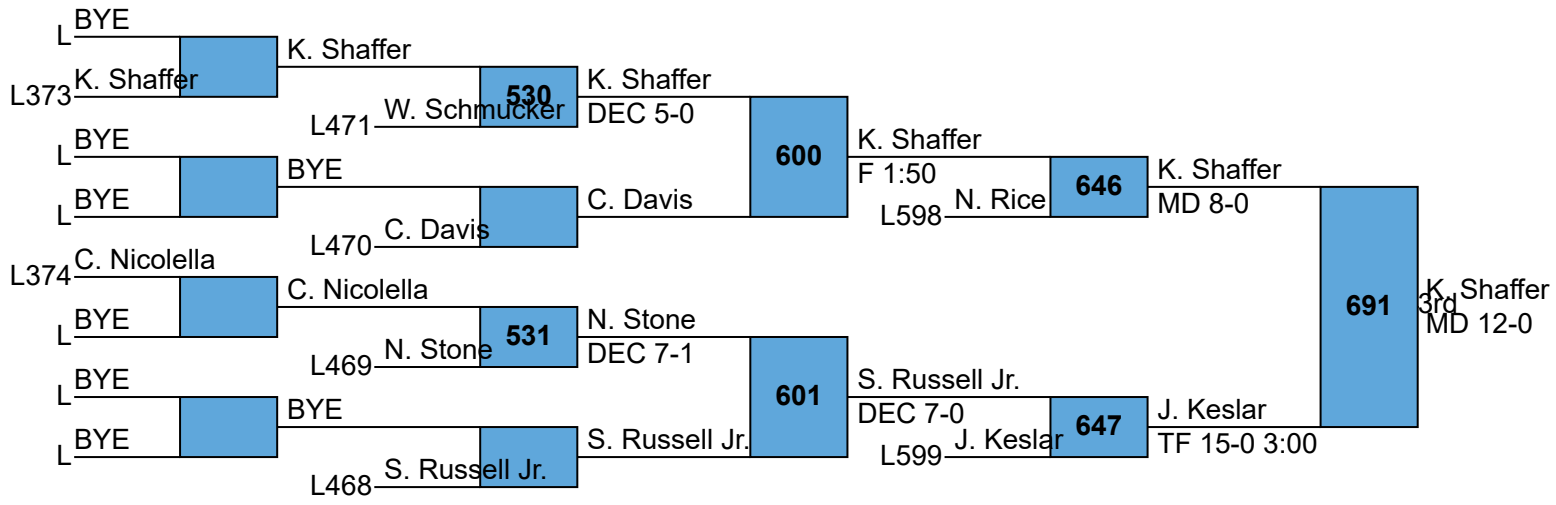 BYE
L
K. Shaffer
K. Shaffer
L373
K. Shaffer
530
W. Schmucker
L471
DEC 5-0
BYE
L
K. Shaffer
600
BYE
F 1:50
K. Shaffer
646
BYE
L
C. Davis
N. Rice
L598
MD 8-0
C. Davis
L470
C. Nicolella
L374
C. Nicolella
K. Shaffer
691
3rd
MD 12-0
BYE
L
N. Stone
531
N. Stone
L469
DEC 7-1
BYE
L
S. Russell Jr.
601
BYE
DEC 7-0
J. Keslar
647
BYE
L
S. Russell Jr.
J. Keslar
L599
TF 15-0 3:00
S. Russell Jr.
L468